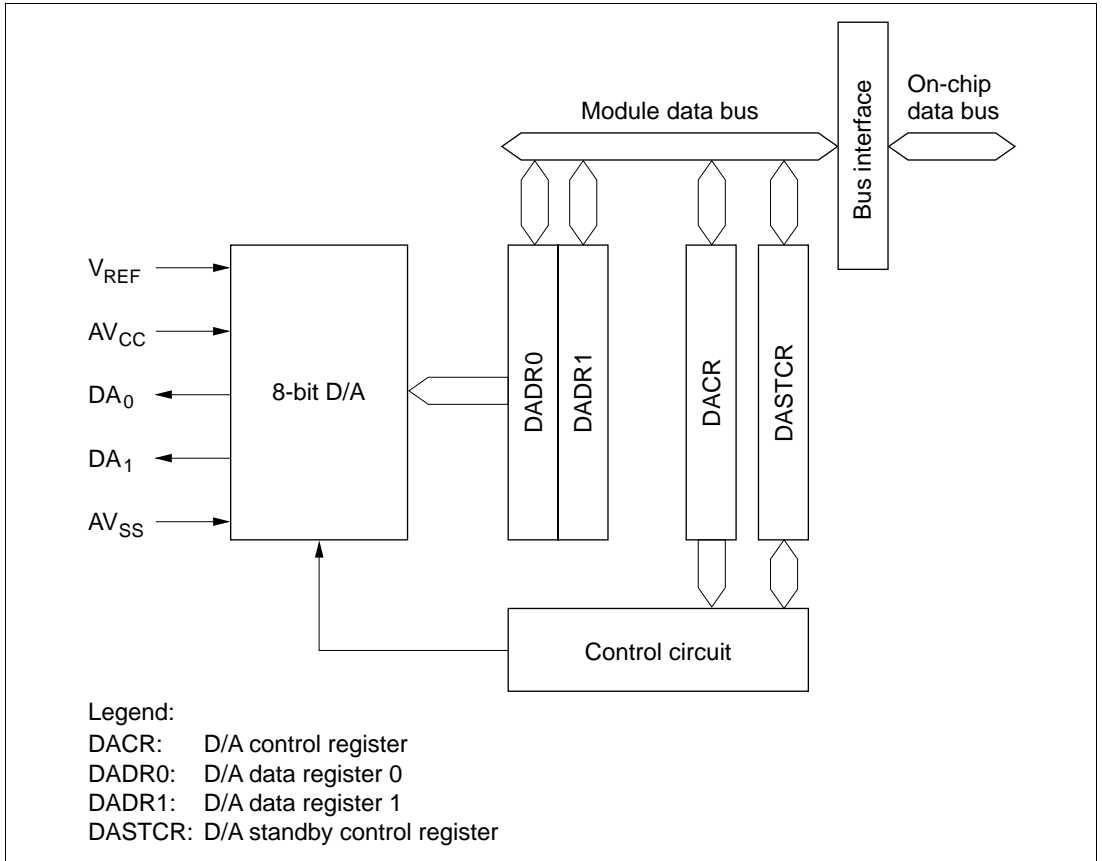 Module data bus
Bus interface
On-chip
data bus
V_REF
AV_CC
DA_0
DA_1
AV_SS
8-bit D/A
DADR0
DADR1
DACR
DASTCR
Control circuit
Legend:
DACR: D/A control register
DADR0: D/A data register 0
DADR1: D/A data register 1
DASTCR: D/A standby control register